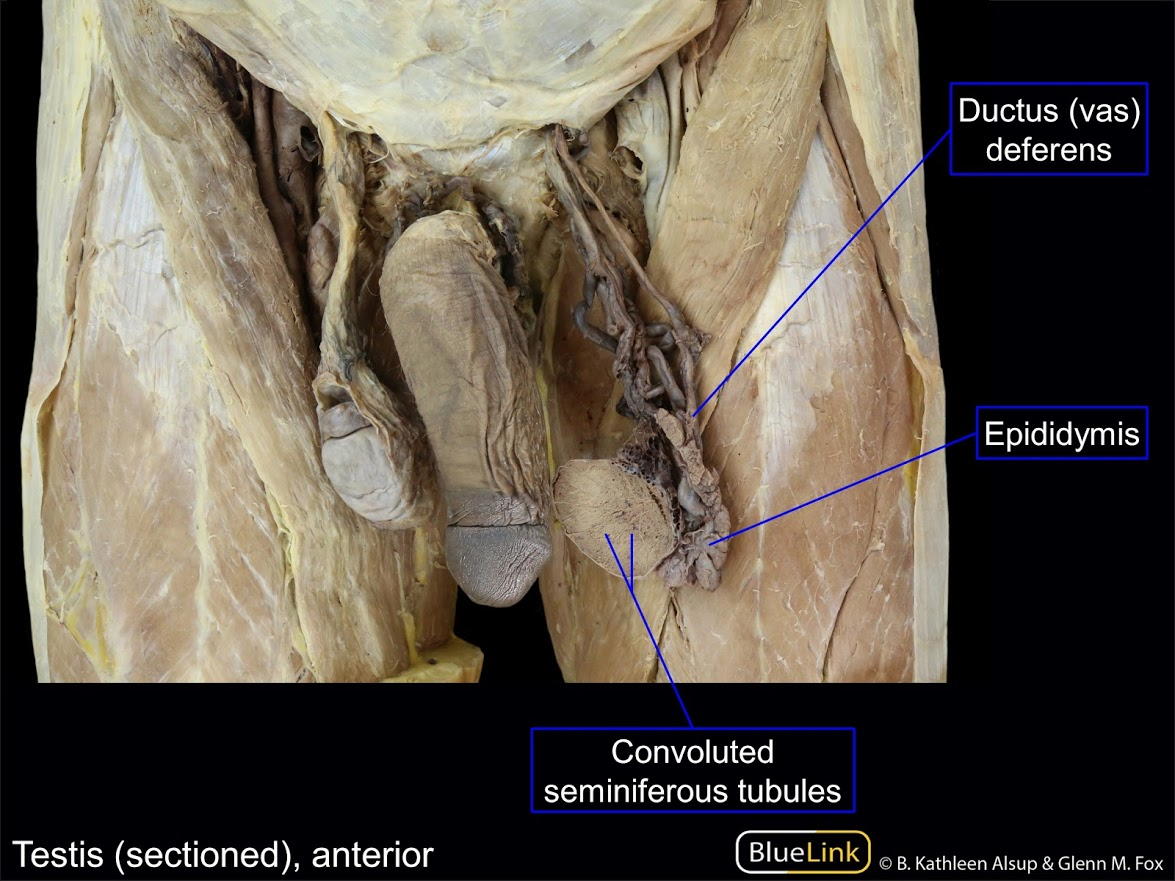 Ductus (vas)
deferens
Epididymis
Convoluted
seminiferous tubules
Testis (sectioned), anterior
BlueLink
© B. Kathleen Alsup & Glenn M. Fox